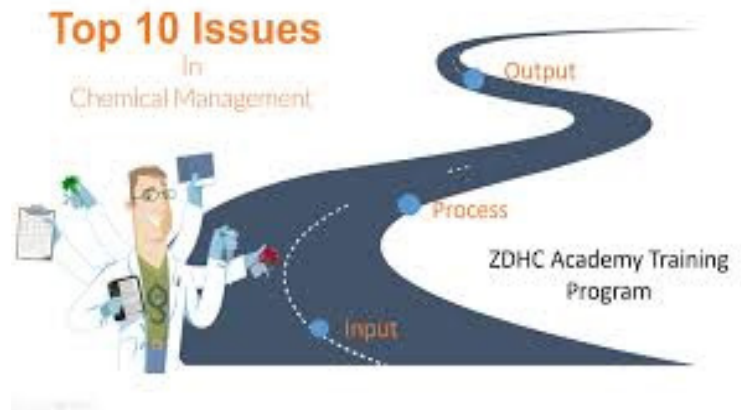 Top 10 Issues
In
Chemical Management
Output
Process
ZDHC Academy Training
Program
Input